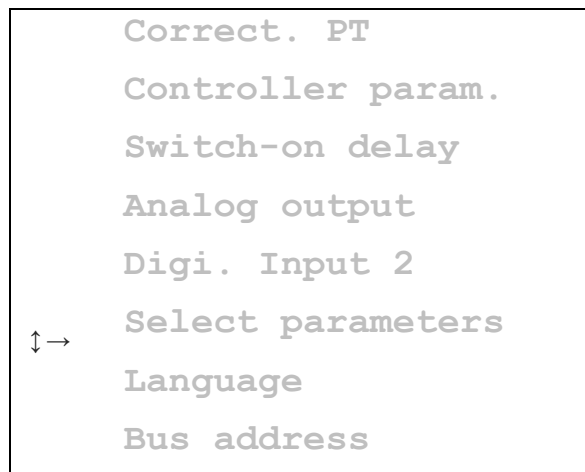 Correct. PT
Controller param.
Switch-on delay
Analog output
Digi. Input 2
↕→ Select parameters
Language
Bus address